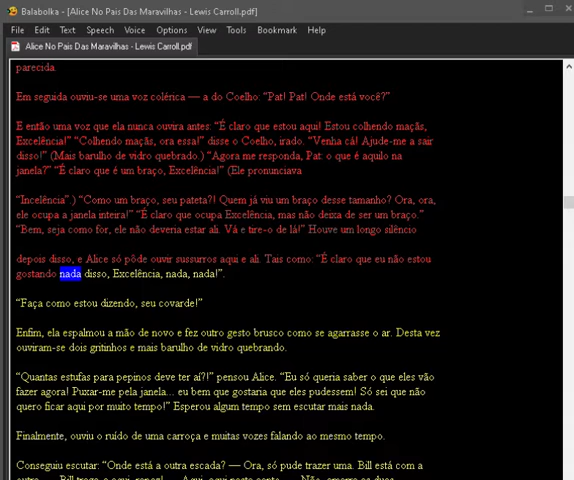 Balabolka - [Alice No Pais Das Maravilhas - Lewis Carroll.pdf]
File Edit Text Speech Voice Options View Tools Bookmark Help
Alice No Pais Das Maravilhas - Lewis Carroll.pdf
parecida.
Em seguida ouviu-se uma voz colérica — a do Coelho: “Pat! Pat! Onde está você?”
E então uma voz que ela nunca ouvira antes: “É claro que estou aqui! Estou colhendo maçãs,
Excelência!” “Colhendo maçãs, ora essa!” disse o Coelho, irado. “Venha cá! Ajude-me a sair
disso!” (Mais barulho de vidro quebrado.) “Agora me responda, Pat: o que é aquilo na
janela?” “É claro que é um braço, Excelência!” (Ele pronunciava
“Incelência”.) “Como um braço, seu pateta?! Quem já viu um braço desse tamanho? Ora, ora,
ele ocupa a janela inteira!” “É claro que ocupa Excelência, mas não deixa de ser um braço.”
“Bem, seja como for, ele não deveria estar ali. Vá e tire-o de lá!” Houve um longo silêncio
depois disso, e Alice só pôde ouvir sussurros aqui e ali. Tais como: “É claro que eu não estou
gostando nada disso, Excelência, nada, nada!”.
“Faça como estou dizendo, seu covarde!”
Enfim, ela espalmou a mão de novo e fez outro gesto brusco como se agarrasse o ar. Desta vez
ouviram-se dois gritinhos e mais barulho de vidro quebrando.
“Quantas estufas para pepinos deve ter aí?!” pensou Alice. “Eu só queria saber o que eles vão
fazer agora! Puxar-me pela janela... eu bem que gostaria que eles pudessem! Só sei que não
quero ficar aqui por muito tempo!” Esperou algum tempo sem escutar mais nada.
Finalmente, ouviu o ruído de uma carroça e muitas vozes falando ao mesmo tempo.
Conseguiu escutar: “Onde está a outra escada? — Ora, só pude trazer uma. Bill está com a